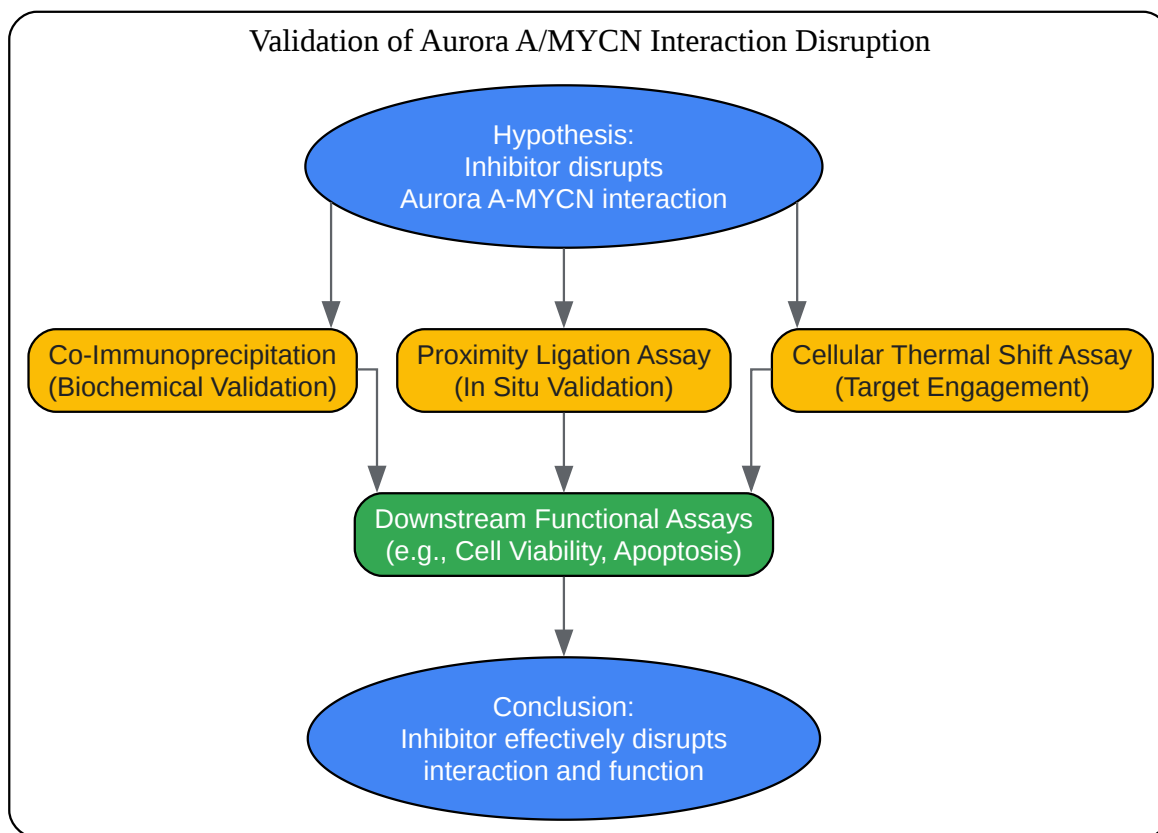 Validation of Aurora A/MYCN Interaction Disruption
Hypothesis:
Inhibitor disrupts
Aurora A-MYCN interaction
Co-Immunoprecipitation
(Biochemical Validation)
Proximity Ligation Assay
(In Situ Validation)
Cellular Thermal Shift Assay
(Target Engagement)
Downstream Functional Assays
(e.g., Cell Viability, Apoptosis)
Conclusion:
Inhibitor effectively disrupts
interaction and function